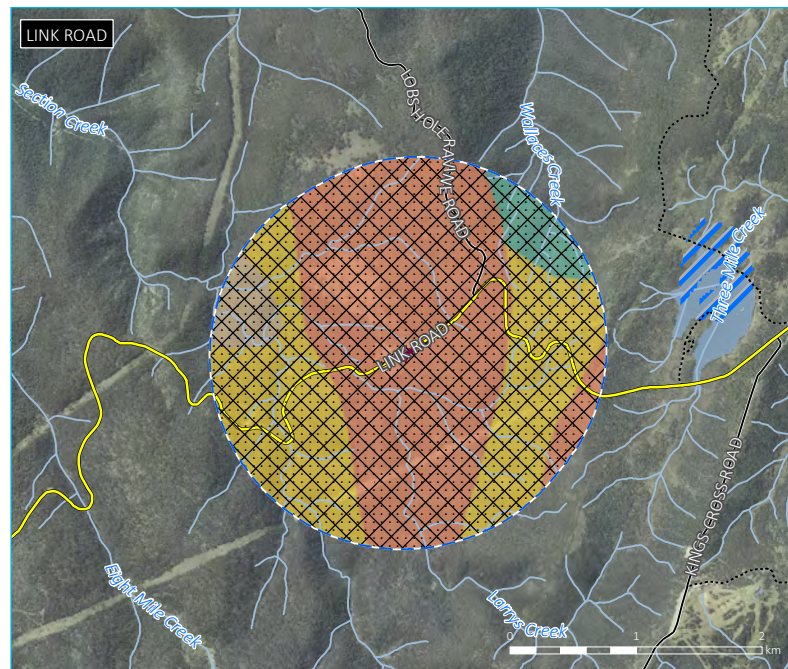 LINK ROAD
LOBS HOLE RAVINE ROAD
Section Creek
Wallaces Creek
Three Mile Creek
LINK ROAD
KINGS CROSS ROAD
Eight Mile Creek
Lorrys Creek
0 1 2
km